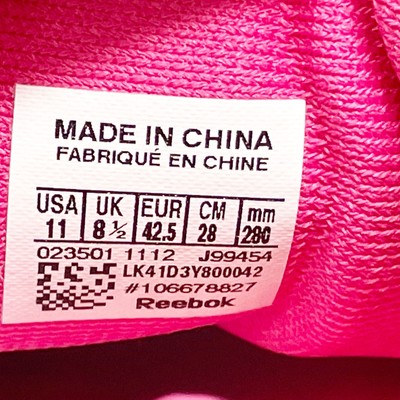 MADE IN CHINA
FABRIQUÉ EN CHINE
USA UK EUR CM mm
11 8 ½ 42.5 28 280
023501 1112 J99454
LK41D3Y800042
#106678827
Reebok